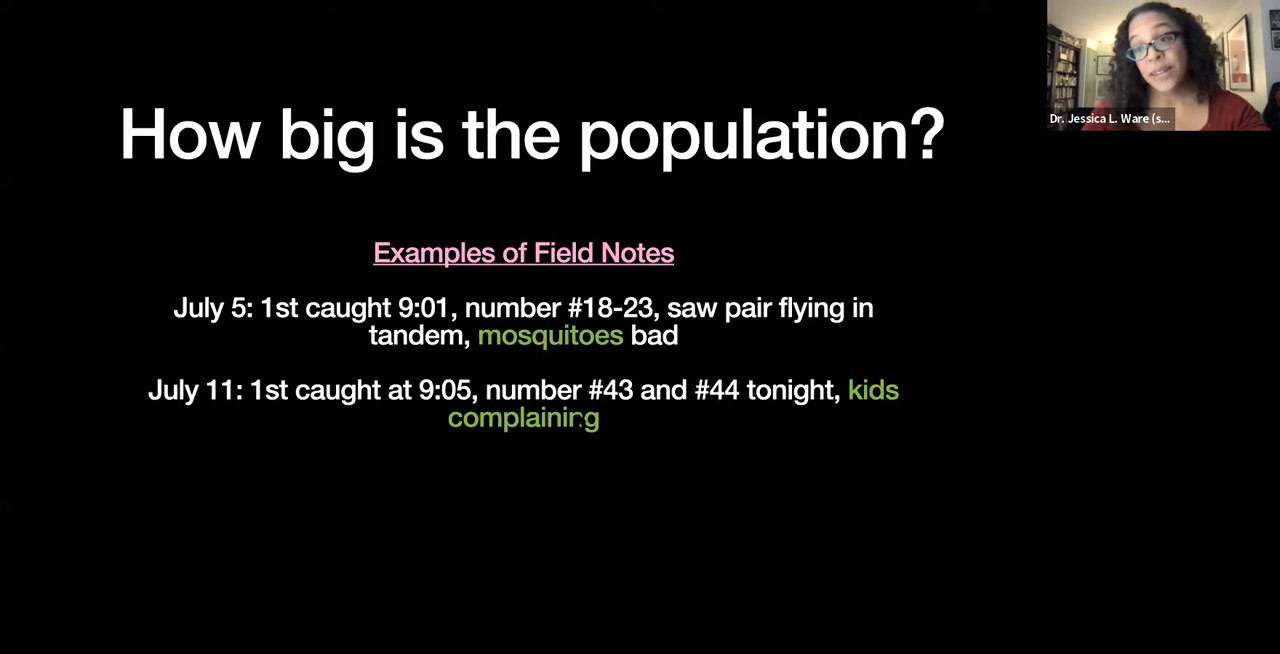 How big is the population?
Examples of Field Notes
July 5: 1st caught 9:01, number #18-23, saw pair flying in
tandem, mosquitoes bad
July 11: 1st caught at 9:05, number #43 and #44 tonight, kids
complaining
Dr. Jessica L. Ware (s...